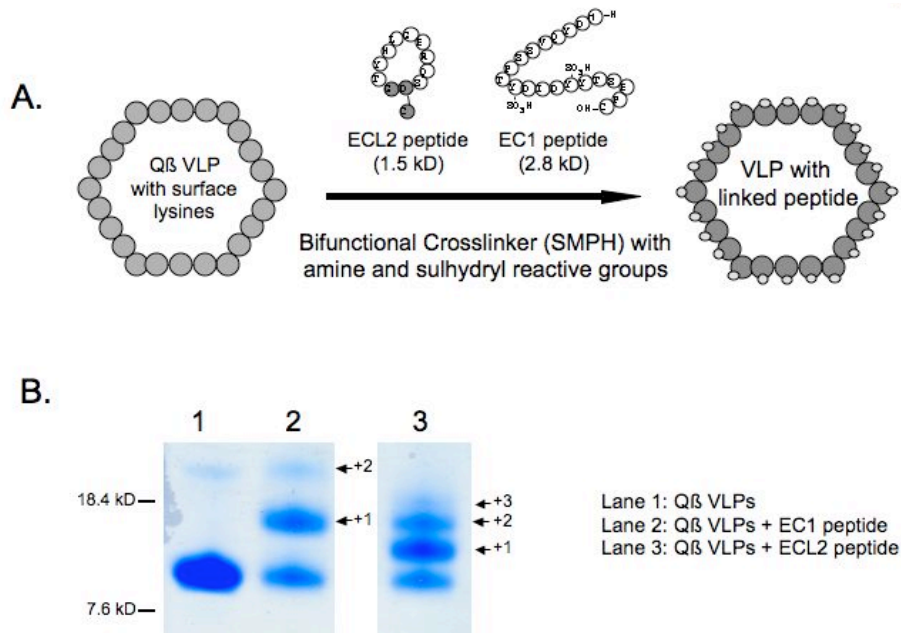 A.
Qß VLP
with surface
lysines
ECL2 peptide
(1.5 kD)
SO₃H
SO₃H
OH
H
EC1 peptide
(2.8 kD)
Bifunctional Crosslinker (SMPH) with
amine and sulhydryl reactive groups
VLP with
linked peptide
B.
1 2 3
18.4 kD
7.6 kD
+2
+1
+3
+2
+1
Lane 1: Qß VLPs
Lane 2: Qß VLPs + EC1 peptide
Lane 3: Qß VLPs + ECL2 peptide